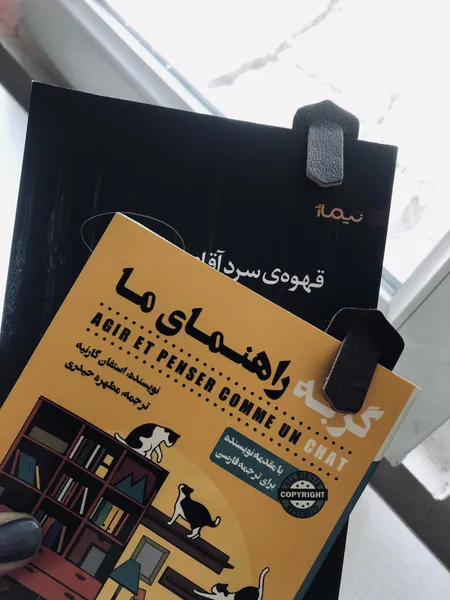 نیماژ
قهوه‌ی سرد آقا
گربه راهنمای ما
AGIR ET PENSER COMME UN CHAT
نویسنده: استفان گارنیه
ترجمه: مطهره حیدری
با مقدمه نویسنده
برای ترجمه فارسی
COPYRIGHT